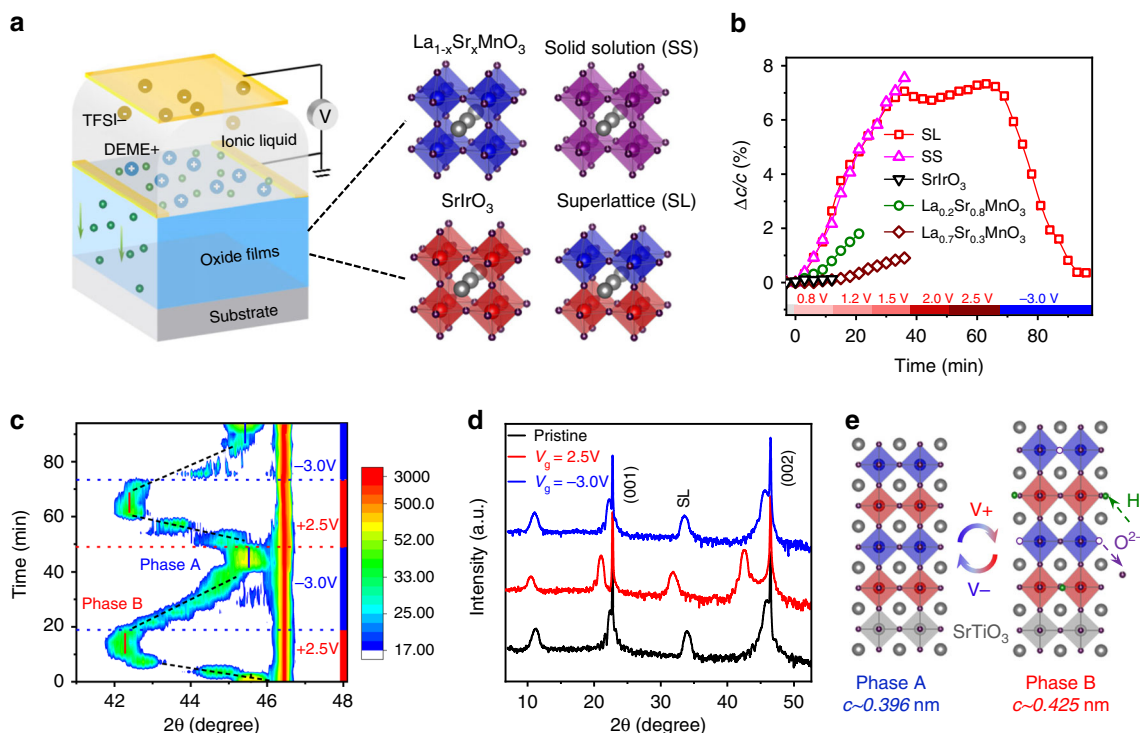 a
La1-xSrxMnO3
Solid solution (SS)
TFSI–
DEME+
Ionic liquid
V
Oxide films
Substrate
SrIrO3
Superlattice (SL)
b
Δc/c (%)
8
6
4
2
0
SL
SS
SrIrO3
La0.2Sr0.8MnO3
La0.7Sr0.3MnO3
0.8 V
1.2 V
1.5 V
2.0 V
2.5 V
–3.0 V
0
20
40
60
80
Time (min)
c
Time (min)
80
60
40
20
0
–3.0V
+2.5V
Phase A
–3.0V
Phase B
+2.5V
42
44
46
48
2θ (degree)
3000
500.0
52.00
43.00
33.00
25.00
17.00
d
Intensity (a.u.)
Pristine
Vg = 2.5V
Vg = –3.0V
(001)
SL
(002)
10
20
30
40
50
2θ (degree)
e
V+
V–
H
O2–
SrTiO3
Phase A
c~0.396 nm
Phase B
c~0.425 nm